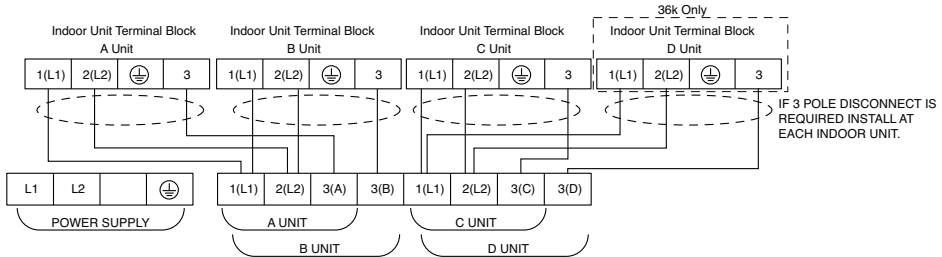 36k Only
Indoor Unit Terminal Block
A Unit
Indoor Unit Terminal Block
B Unit
Indoor Unit Terminal Block
C Unit
Indoor Unit Terminal Block
D Unit
1(L1) 2(L2) 3
1(L1) 2(L2) 3
1(L1) 2(L2) 3
1(L1) 2(L2) 3
IF 3 POLE DISCONNECT IS
REQUIRED INSTALL AT
EACH INDOOR UNIT.
L1 L2
1(L1) 2(L2) 3(A) 3(B) 1(L1) 2(L2) 3(C) 3(D)
POWER SUPPLY
A UNIT
C UNIT
B UNIT
D UNIT